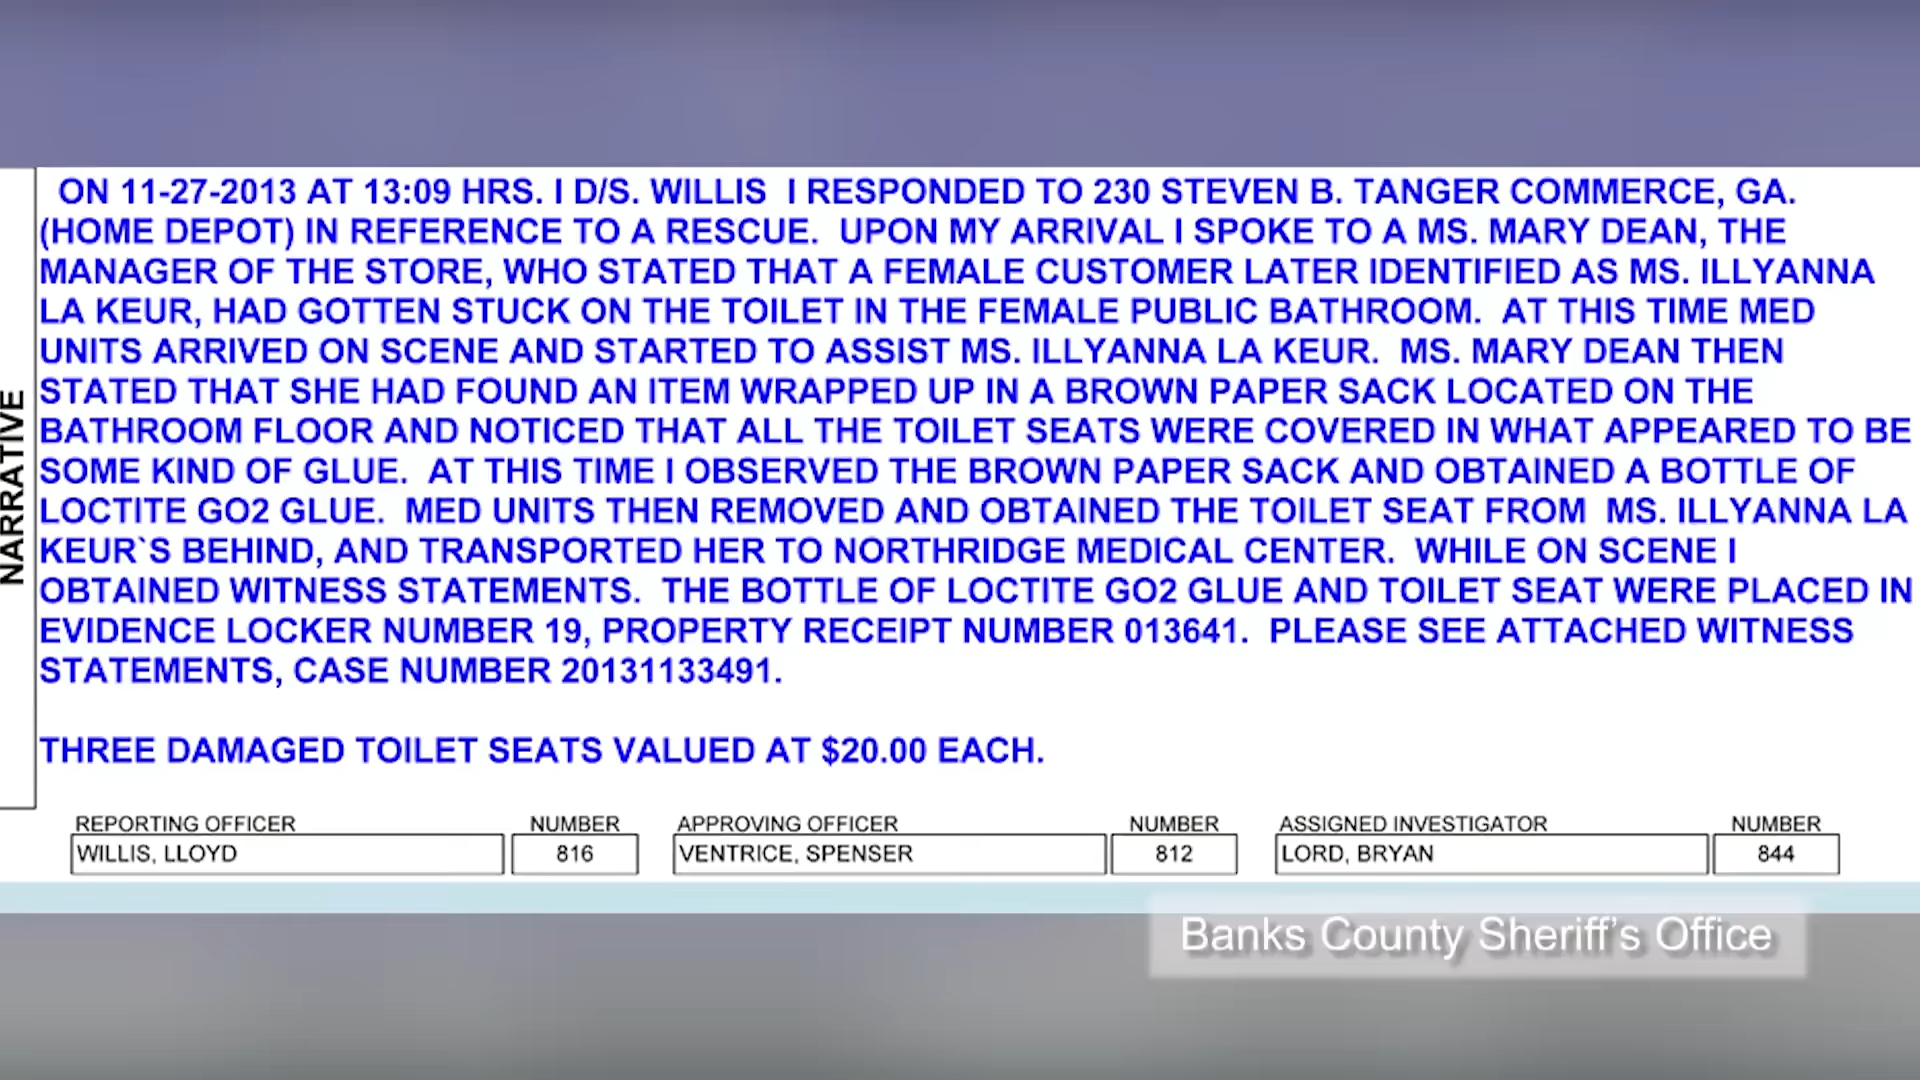 ON 11-27-2013 AT 13:09 HRS. I D/S. WILLIS I RESPONDED TO 230 STEVEN B. TANGER COMMERCE, GA.
(HOME DEPOT) IN REFERENCE TO A RESCUE. UPON MY ARRIVAL I SPOKE TO A MS. MARY DEAN, THE
MANAGER OF THE STORE, WHO STATED THAT A FEMALE CUSTOMER LATER IDENTIFIED AS MS. ILLYANNA
LA KEUR, HAD GOTTEN STUCK ON THE TOILET IN THE FEMALE PUBLIC BATHROOM. AT THIS TIME MED
UNITS ARRIVED ON SCENE AND STARTED TO ASSIST MS. ILLYANNA LA KEUR. MS. MARY DEAN THEN
STATED THAT SHE HAD FOUND AN ITEM WRAPPED UP IN A BROWN PAPER SACK LOCATED ON THE
BATHROOM FLOOR AND NOTICED THAT ALL THE TOILET SEATS WERE COVERED IN WHAT APPEARED TO BE
SOME KIND OF GLUE. AT THIS TIME I OBSERVED THE BROWN PAPER SACK AND OBTAINED A BOTTLE OF
LOCTITE GO2 GLUE. MED UNITS THEN REMOVED AND OBTAINED THE TOILET SEAT FROM MS. ILLYANNA LA
KEUR`S BEHIND, AND TRANSPORTED HER TO NORTHRIDGE MEDICAL CENTER. WHILE ON SCENE I
OBTAINED WITNESS STATEMENTS. THE BOTTLE OF LOCTITE GO2 GLUE AND TOILET SEAT WERE PLACED IN
EVIDENCE LOCKER NUMBER 19, PROPERTY RECEIPT NUMBER 013641. PLEASE SEE ATTACHED WITNESS
STATEMENTS, CASE NUMBER 20131133491.
THREE DAMAGED TOILET SEATS VALUED AT $20.00 EACH.
NARRATIVE
REPORTING OFFICER NUMBER APPROVING OFFICER NUMBER ASSIGNED INVESTIGATOR NUMBER
WILLIS, LLOYD 816 VENTRICE, SPENSER 812 LORD, BRYAN 844
Banks County Sheriff's Office